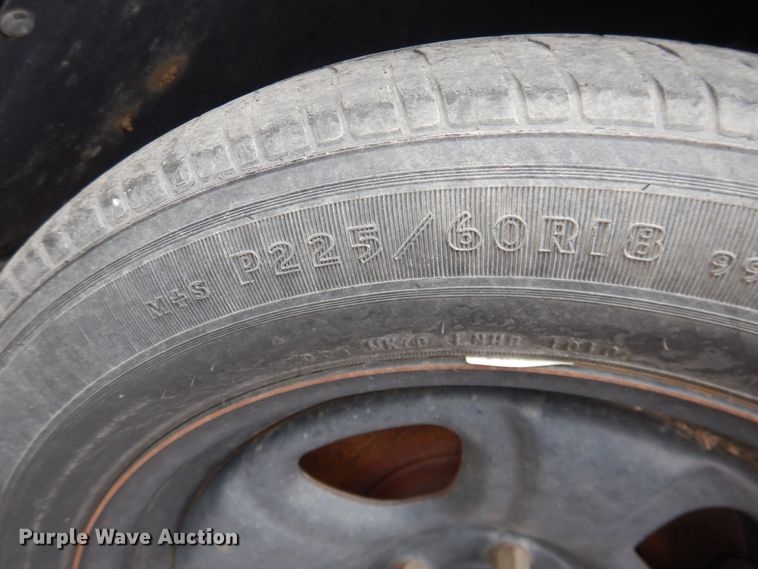 M+S P225/60R18 99
Purple Wave Auction